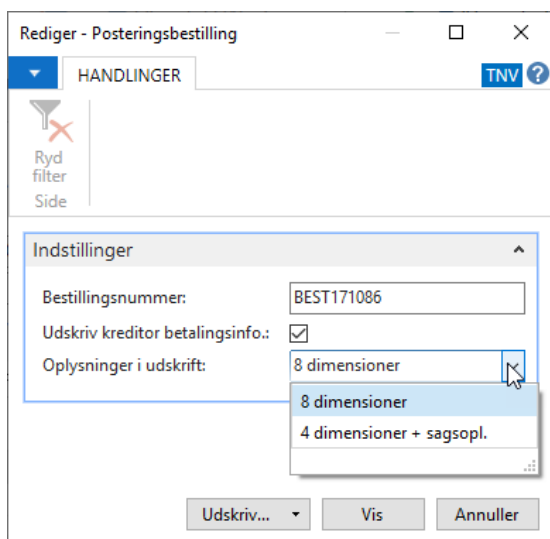 Rediger - Posteringsbestilling
HANDLINGER
TNV
Ryd
filter
Side
Indstillinger
Bestillingsnummer: BEST171086
Udskriv kreditor betalingsinfo.:
Oplysninger i udskrift: 8 dimensioner
8 dimensioner
4 dimensioner + sagsopl.
Udskriv... Vis Annuller